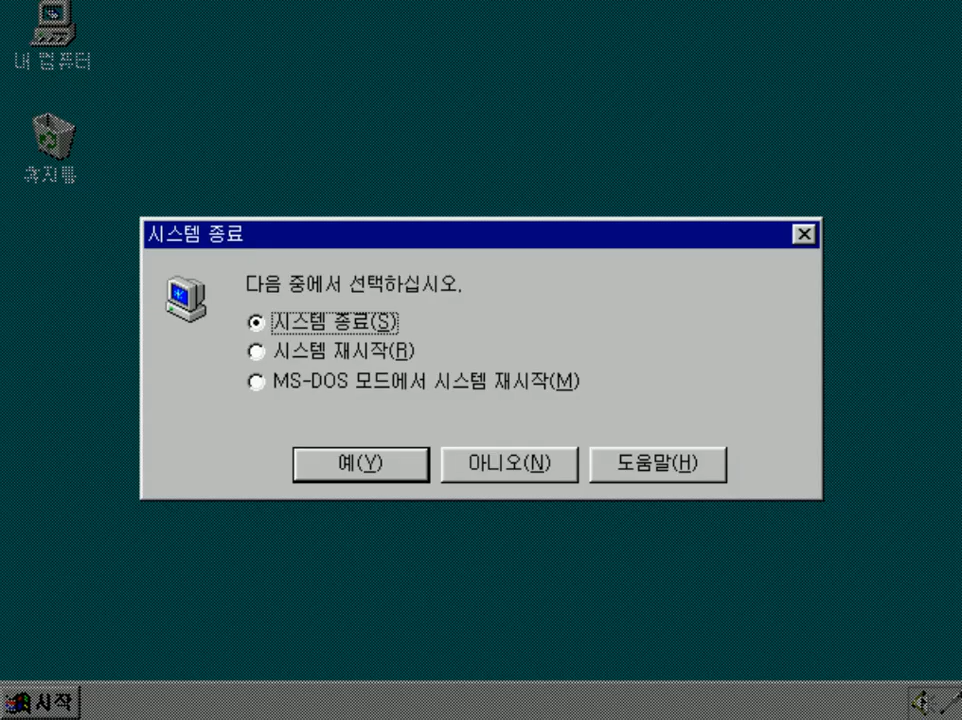 내 컴퓨터
휴지통
시스템 종료
다음 중에서 선택하십시오.
시스템 종료(S)
시스템 재시작(R)
MS-DOS 모드에서 시스템 재시작(M)
예(Y)
아니오(N)
도움말(H)
시작